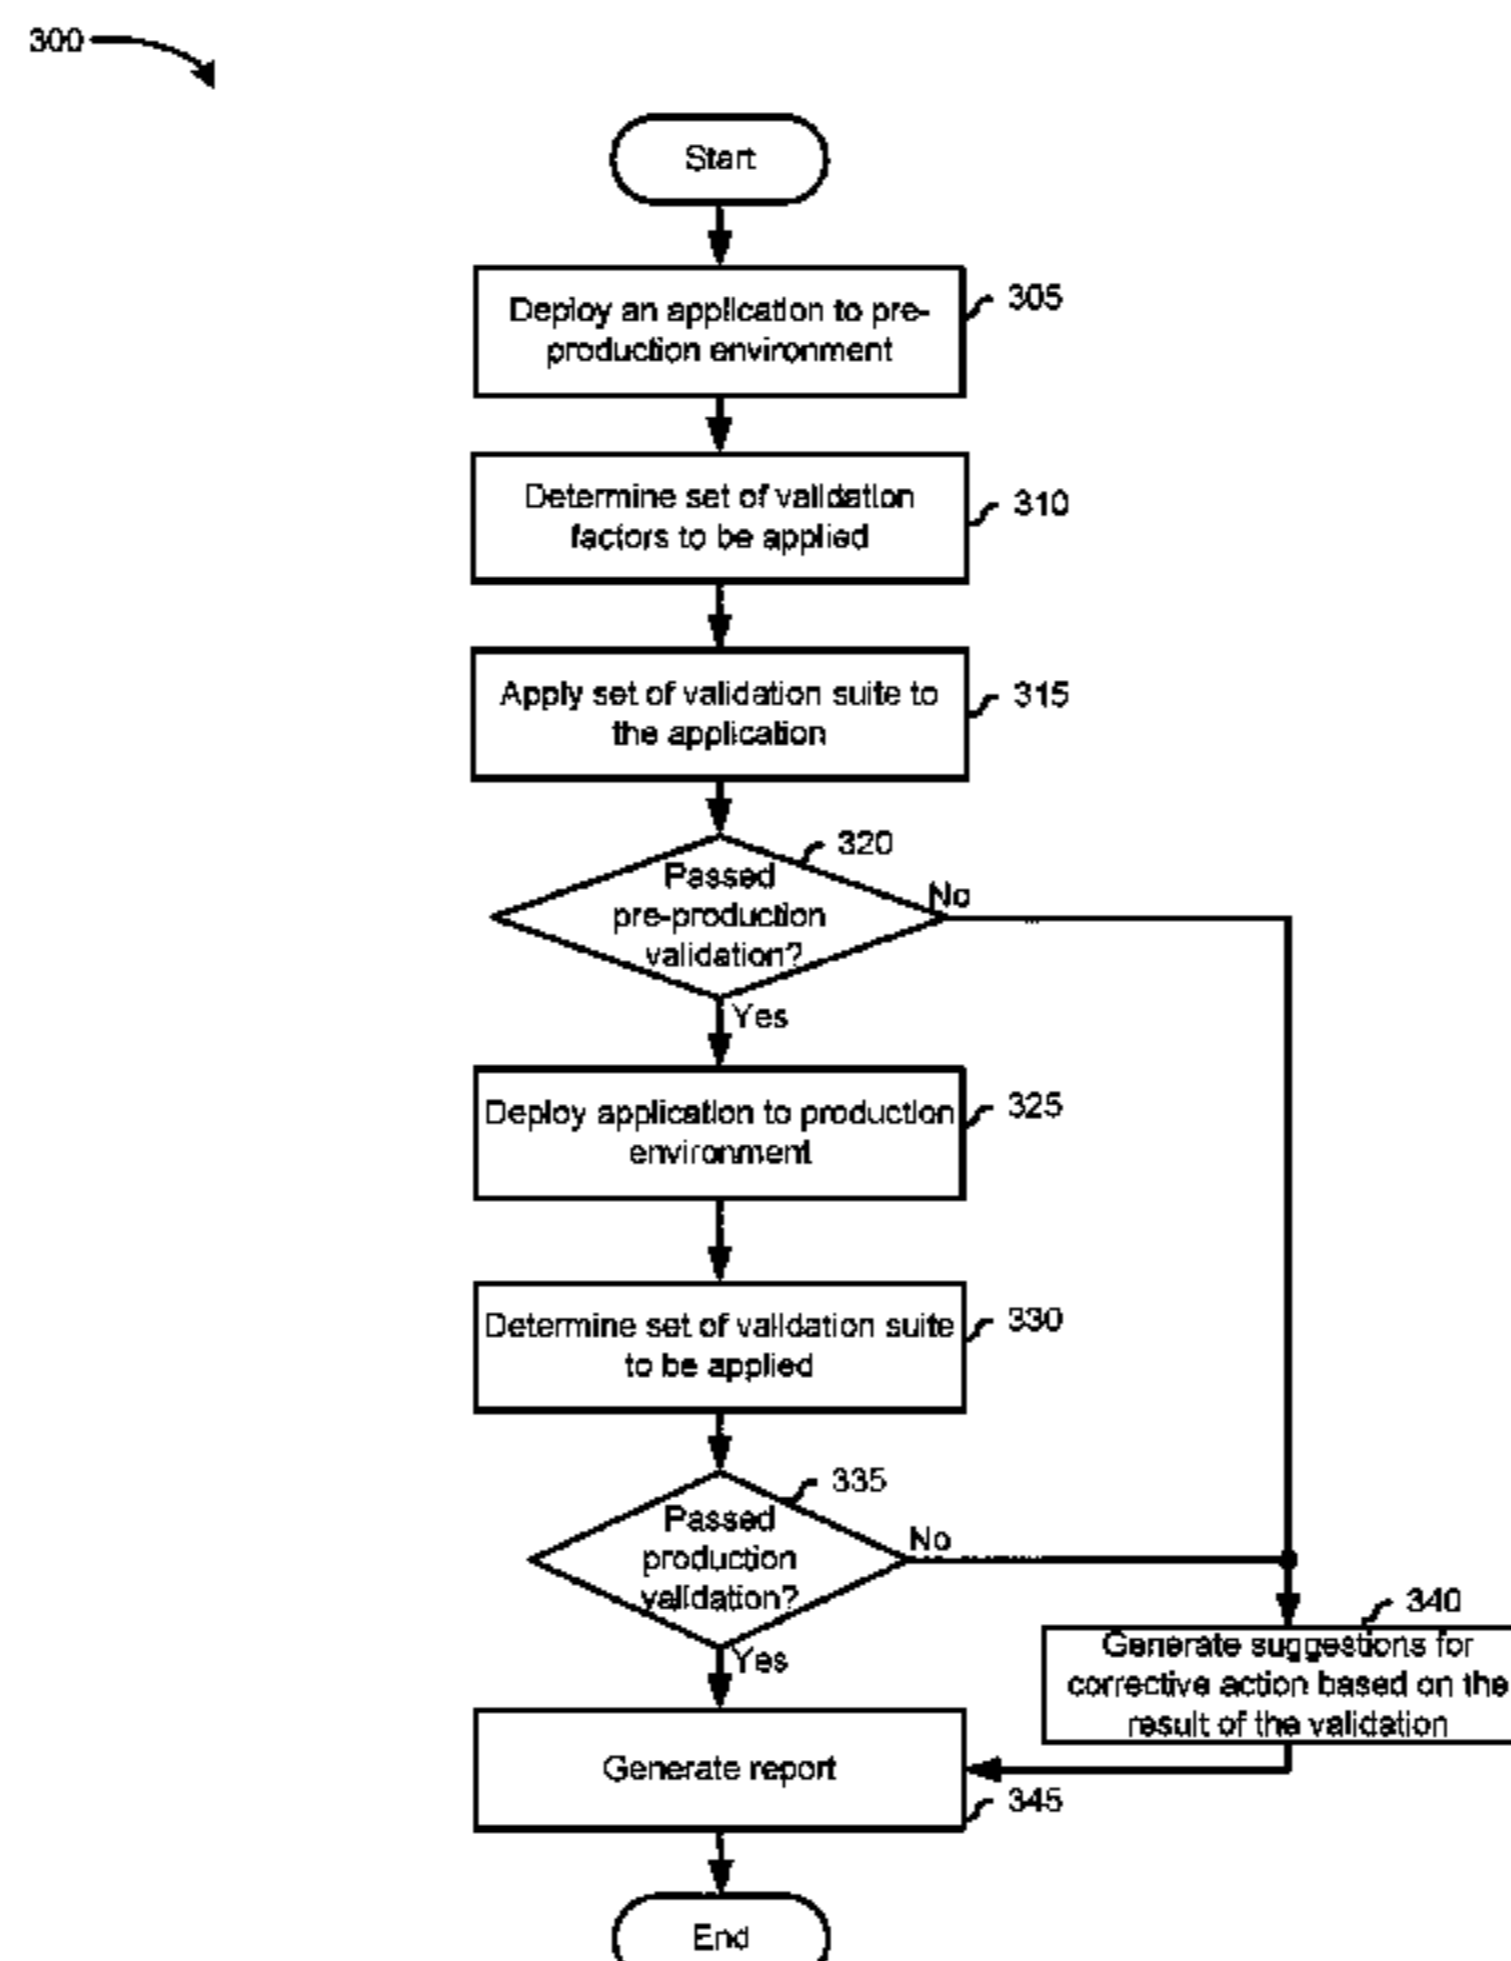 300
Start
Deploy an application to pre-
production environment
305
Determine set of validation
factors to be applied
310
Apply set of validation suite to
the application
315
320
Passed
pre-production
validation?
No
Yes
Deploy application to production
environment
325
Determine set of validation suite
to be applied
330
335
Passed
production
validation?
No
Yes
340
Generate suggestions for
corrective action based on the
result of the validation
Generate report
345
End